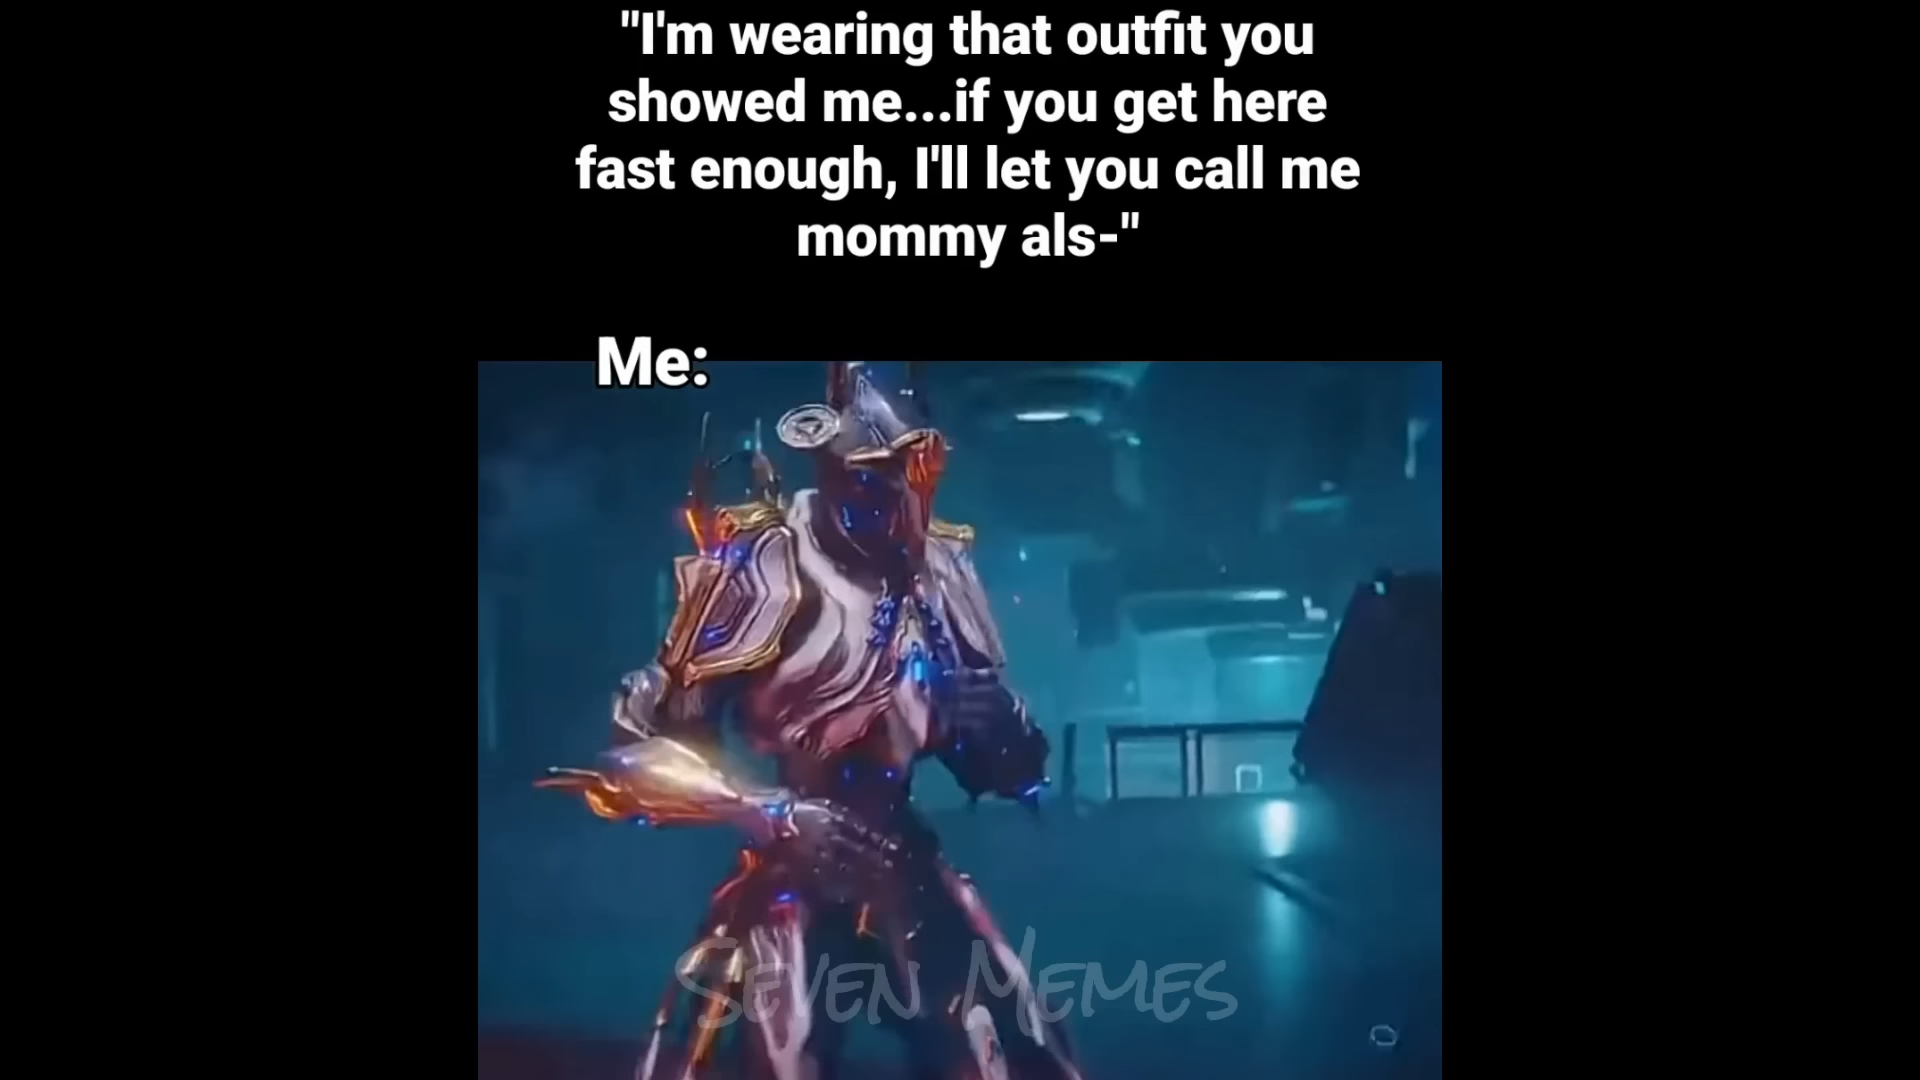 "I'm wearing that outfit you
showed me...if you get here
fast enough, I'll let you call me
mommy als-"
Me:
Seven Memes